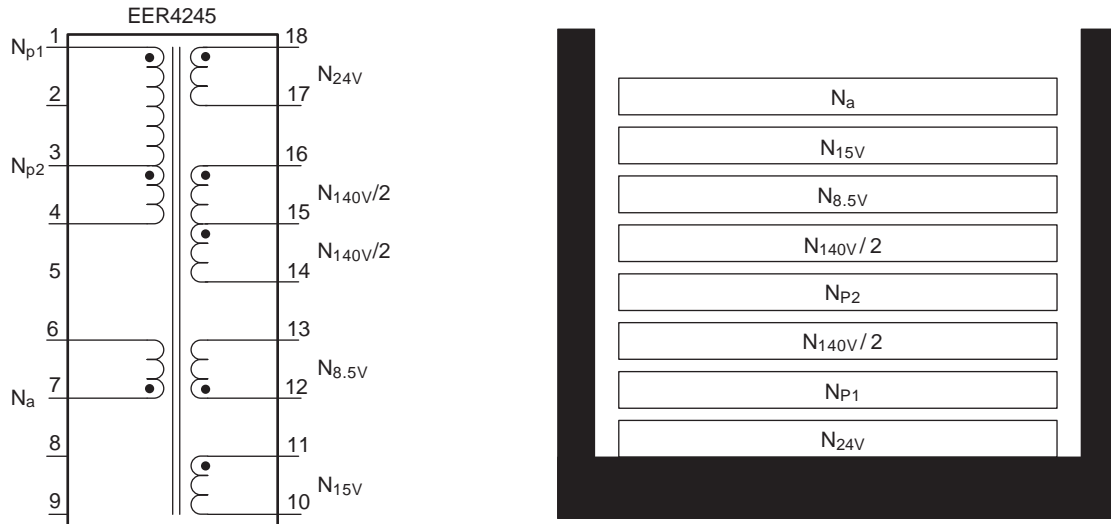 EER4245
Np1
1
18
N24V
2
17
3
16
Np2
N140V/2
4
15
N140V/2
5
14
6
13
N8.5V
7
12
Na
8
11
N15V
9
10
Na
N15V
N8.5V
N140V/2
NP2
N140V/2
NP1
N24V